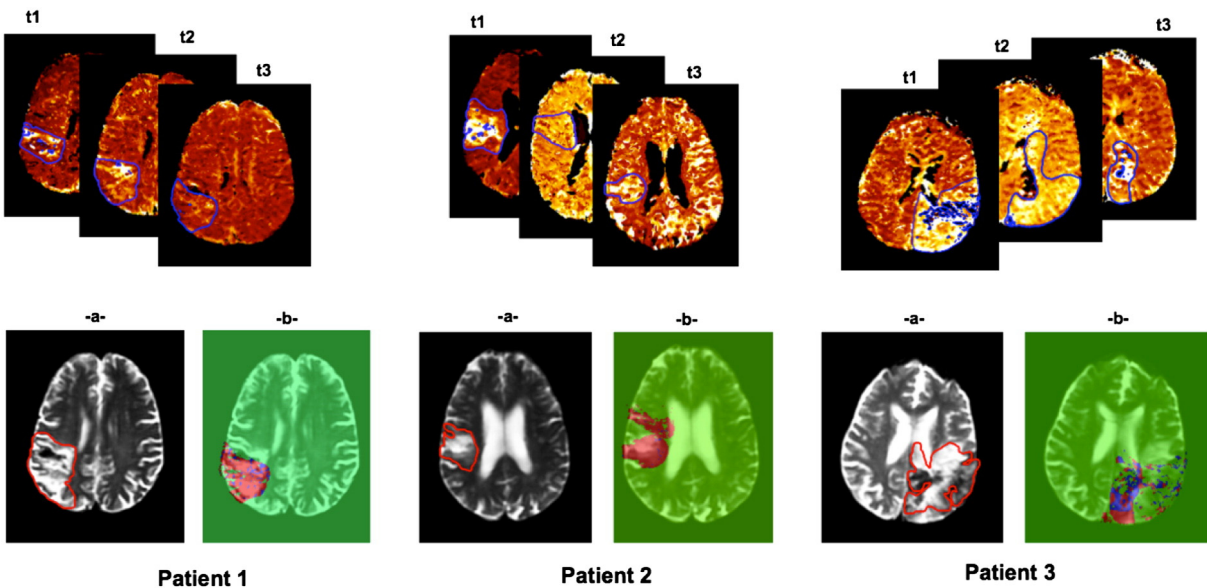 t1
t2
t3
-a-
-b-
Patient 1
t1
t2
t3
-a-
-b-
Patient 2
t1
t2
t3
-a-
-b-
Patient 3